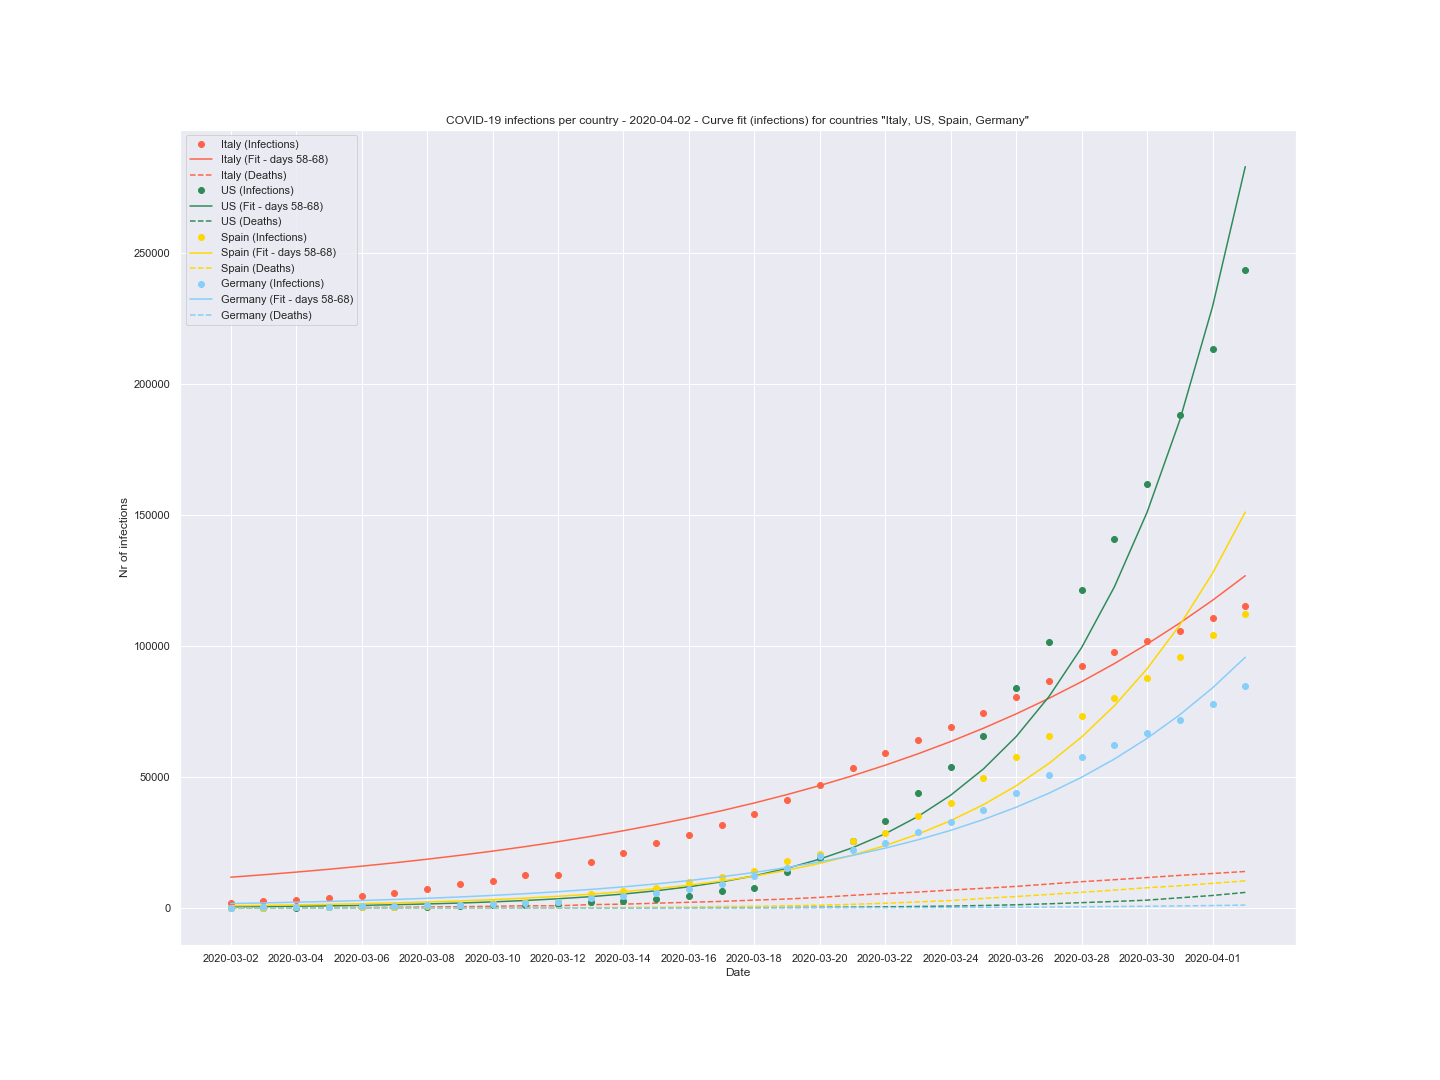 COVID-19 infections per country - 2020-04-02 - Curve fit (infections) for countries "Italy, US, Spain, Germany"
Italy (Infections)
Italy (Fit - days 58-68)
Italy (Deaths)
US (Infections)
US (Fit - days 58-68)
US (Deaths)
Spain (Infections)
Spain (Fit - days 58-68)
Spain (Deaths)
Germany (Infections)
Germany (Fit - days 58-68)
Germany (Deaths)
250000
200000
150000
100000
50000
0
Nr of infections
2020-03-02 2020-03-04 2020-03-06 2020-03-08 2020-03-10 2020-03-12 2020-03-14 2020-03-16 2020-03-18 2020-03-20 2020-03-22 2020-03-24 2020-03-26 2020-03-28 2020-03-30 2020-04-01
Date